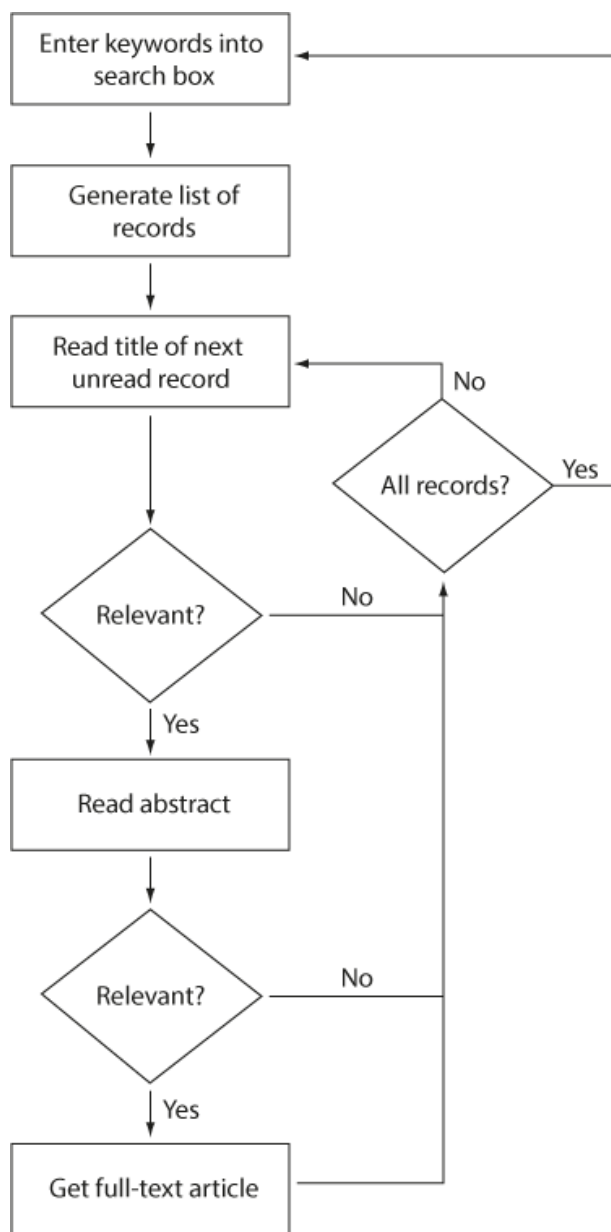 Enter keywords into
search box
Generate list of
records
Read title of next
unread record
No
All records?
Yes
Relevant?
No
Yes
Read abstract
Relevant?
No
Yes
Get full-text article